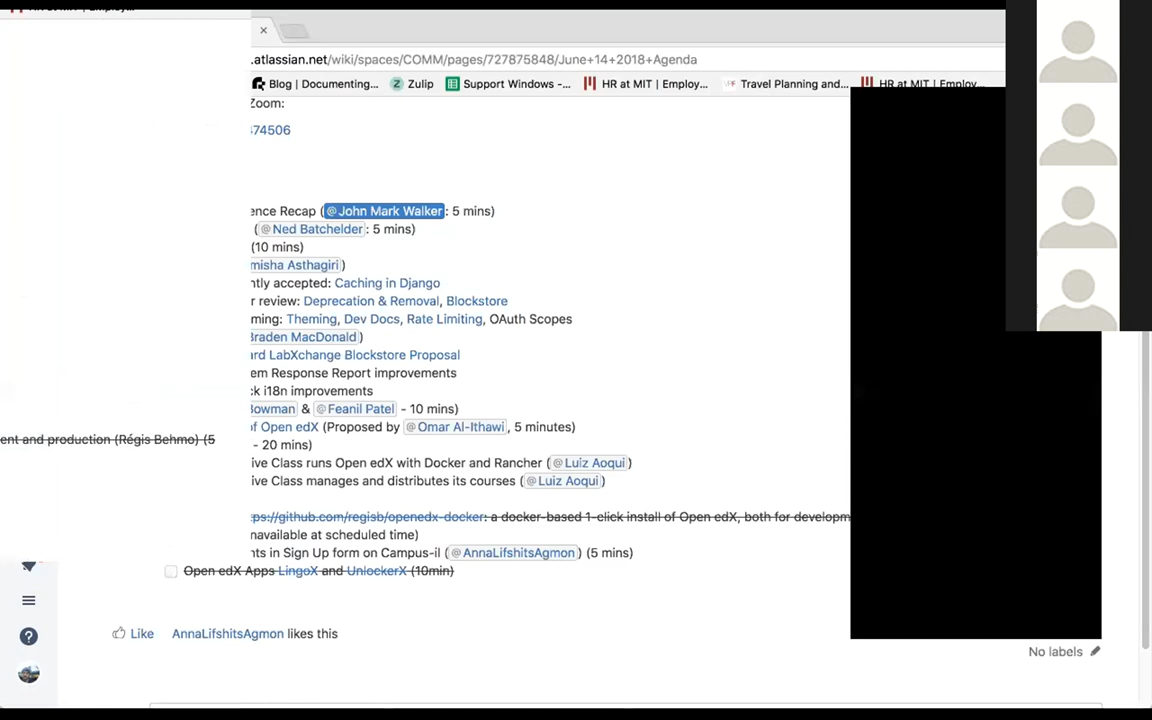 .atlassian.net/wiki/spaces/COMM/pages/727875848/June+14+2018+Agenda
Blog | Documenting... Zulip Support Windows -... HR at MIT | Employ... Travel Planning and... HR at MIT | Employ...
Zoom:
474506
ence Recap (@John Mark Walker: 5 mins)
(@Ned Batchelder: 5 mins)
(10 mins)
misha Asthagiri)
ntly accepted: Caching in Django
r review: Deprecation & Removal, Blockstore
ming: Theming, Dev Docs, Rate Limiting, OAuth Scopes
Braden MacDonald)
ard LabXchange Blockstore Proposal
em Response Report improvements
ck i18n improvements
Bowman & @Feanil Patel - 10 mins)
of Open edX (Proposed by @Omar Al-Ithawi, 5 minutes)
ent and production (Régis Behmo) (5
- 20 mins)
ive Class runs Open edX with Docker and Rancher (@Luiz Aoqui)
ive Class manages and distributes its courses (@Luiz Aoqui)
ps://github.com/regisb/openedx-docker: a docker-based 1-click install of Open edX, both for developm
navailable at scheduled time)
nts in Sign Up form on Campus-il (@AnnaLifshitsAgmon) (5 mins)
Open edX Apps LingoX and UnlockerX (10min)
Like AnnaLifshitsAgmon likes this
No labels